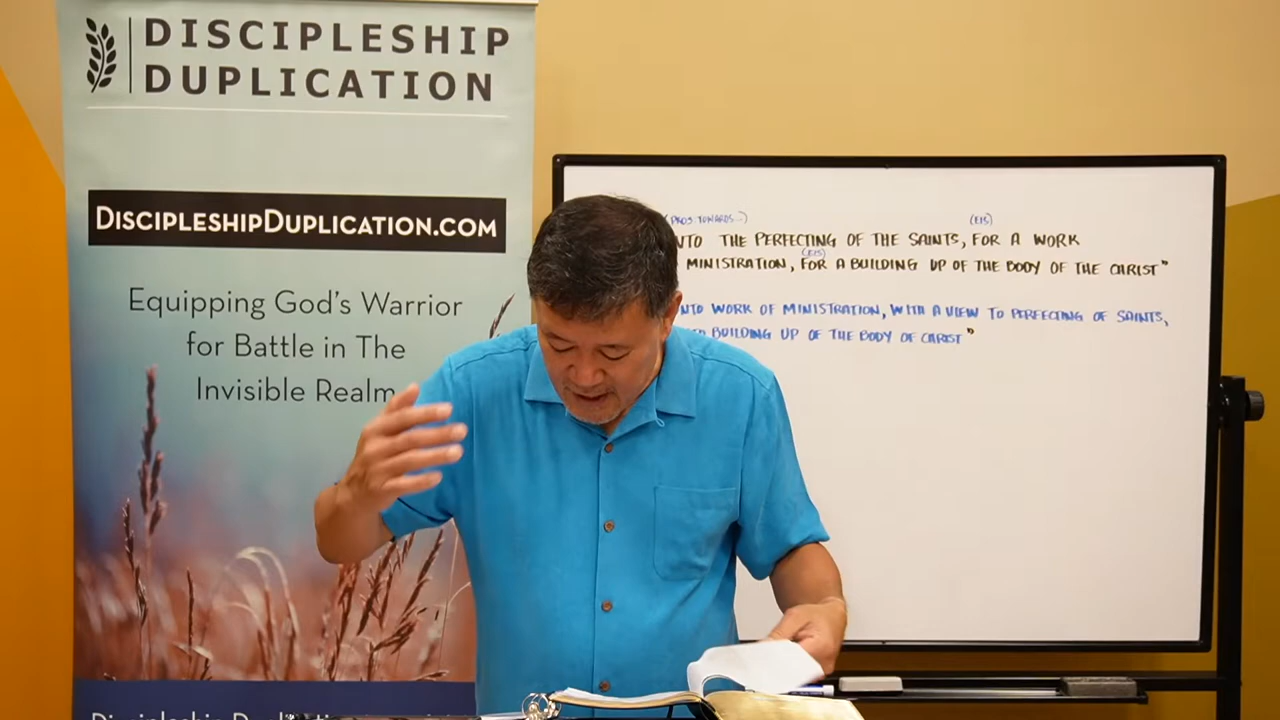 DISCIPLESHIP
DUPLICATION
DISCIPLESHIPDUPLICATION.COM
Equipping God's Warrior
for Battle in The
Invisible Realm
(PROS: TOWARDS...) (EIS)
NTO THE PERFECTING OF THE SAINTS, FOR A WORK
(EIS)
MINISTRATION, FOR A BUILDING UP OF THE BODY OF THE CHRIST"
NTO WORK OF MINISTRATION, WITH A VIEW TO PERFECTING OF SAINTS,
BUILDING UP OF THE BODY OF CHRIST"